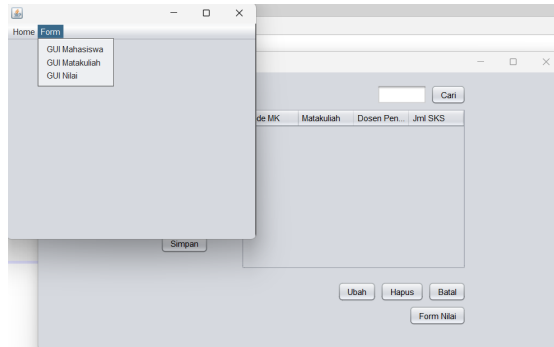 Home Form
GUI Mahasiswa
GUI Matakuliah
GUI Nilai
Cari
de MK Matakuliah Dosen Pen... Jml SKS
Simpan
Ubah Hapus Batal
Form Nilai